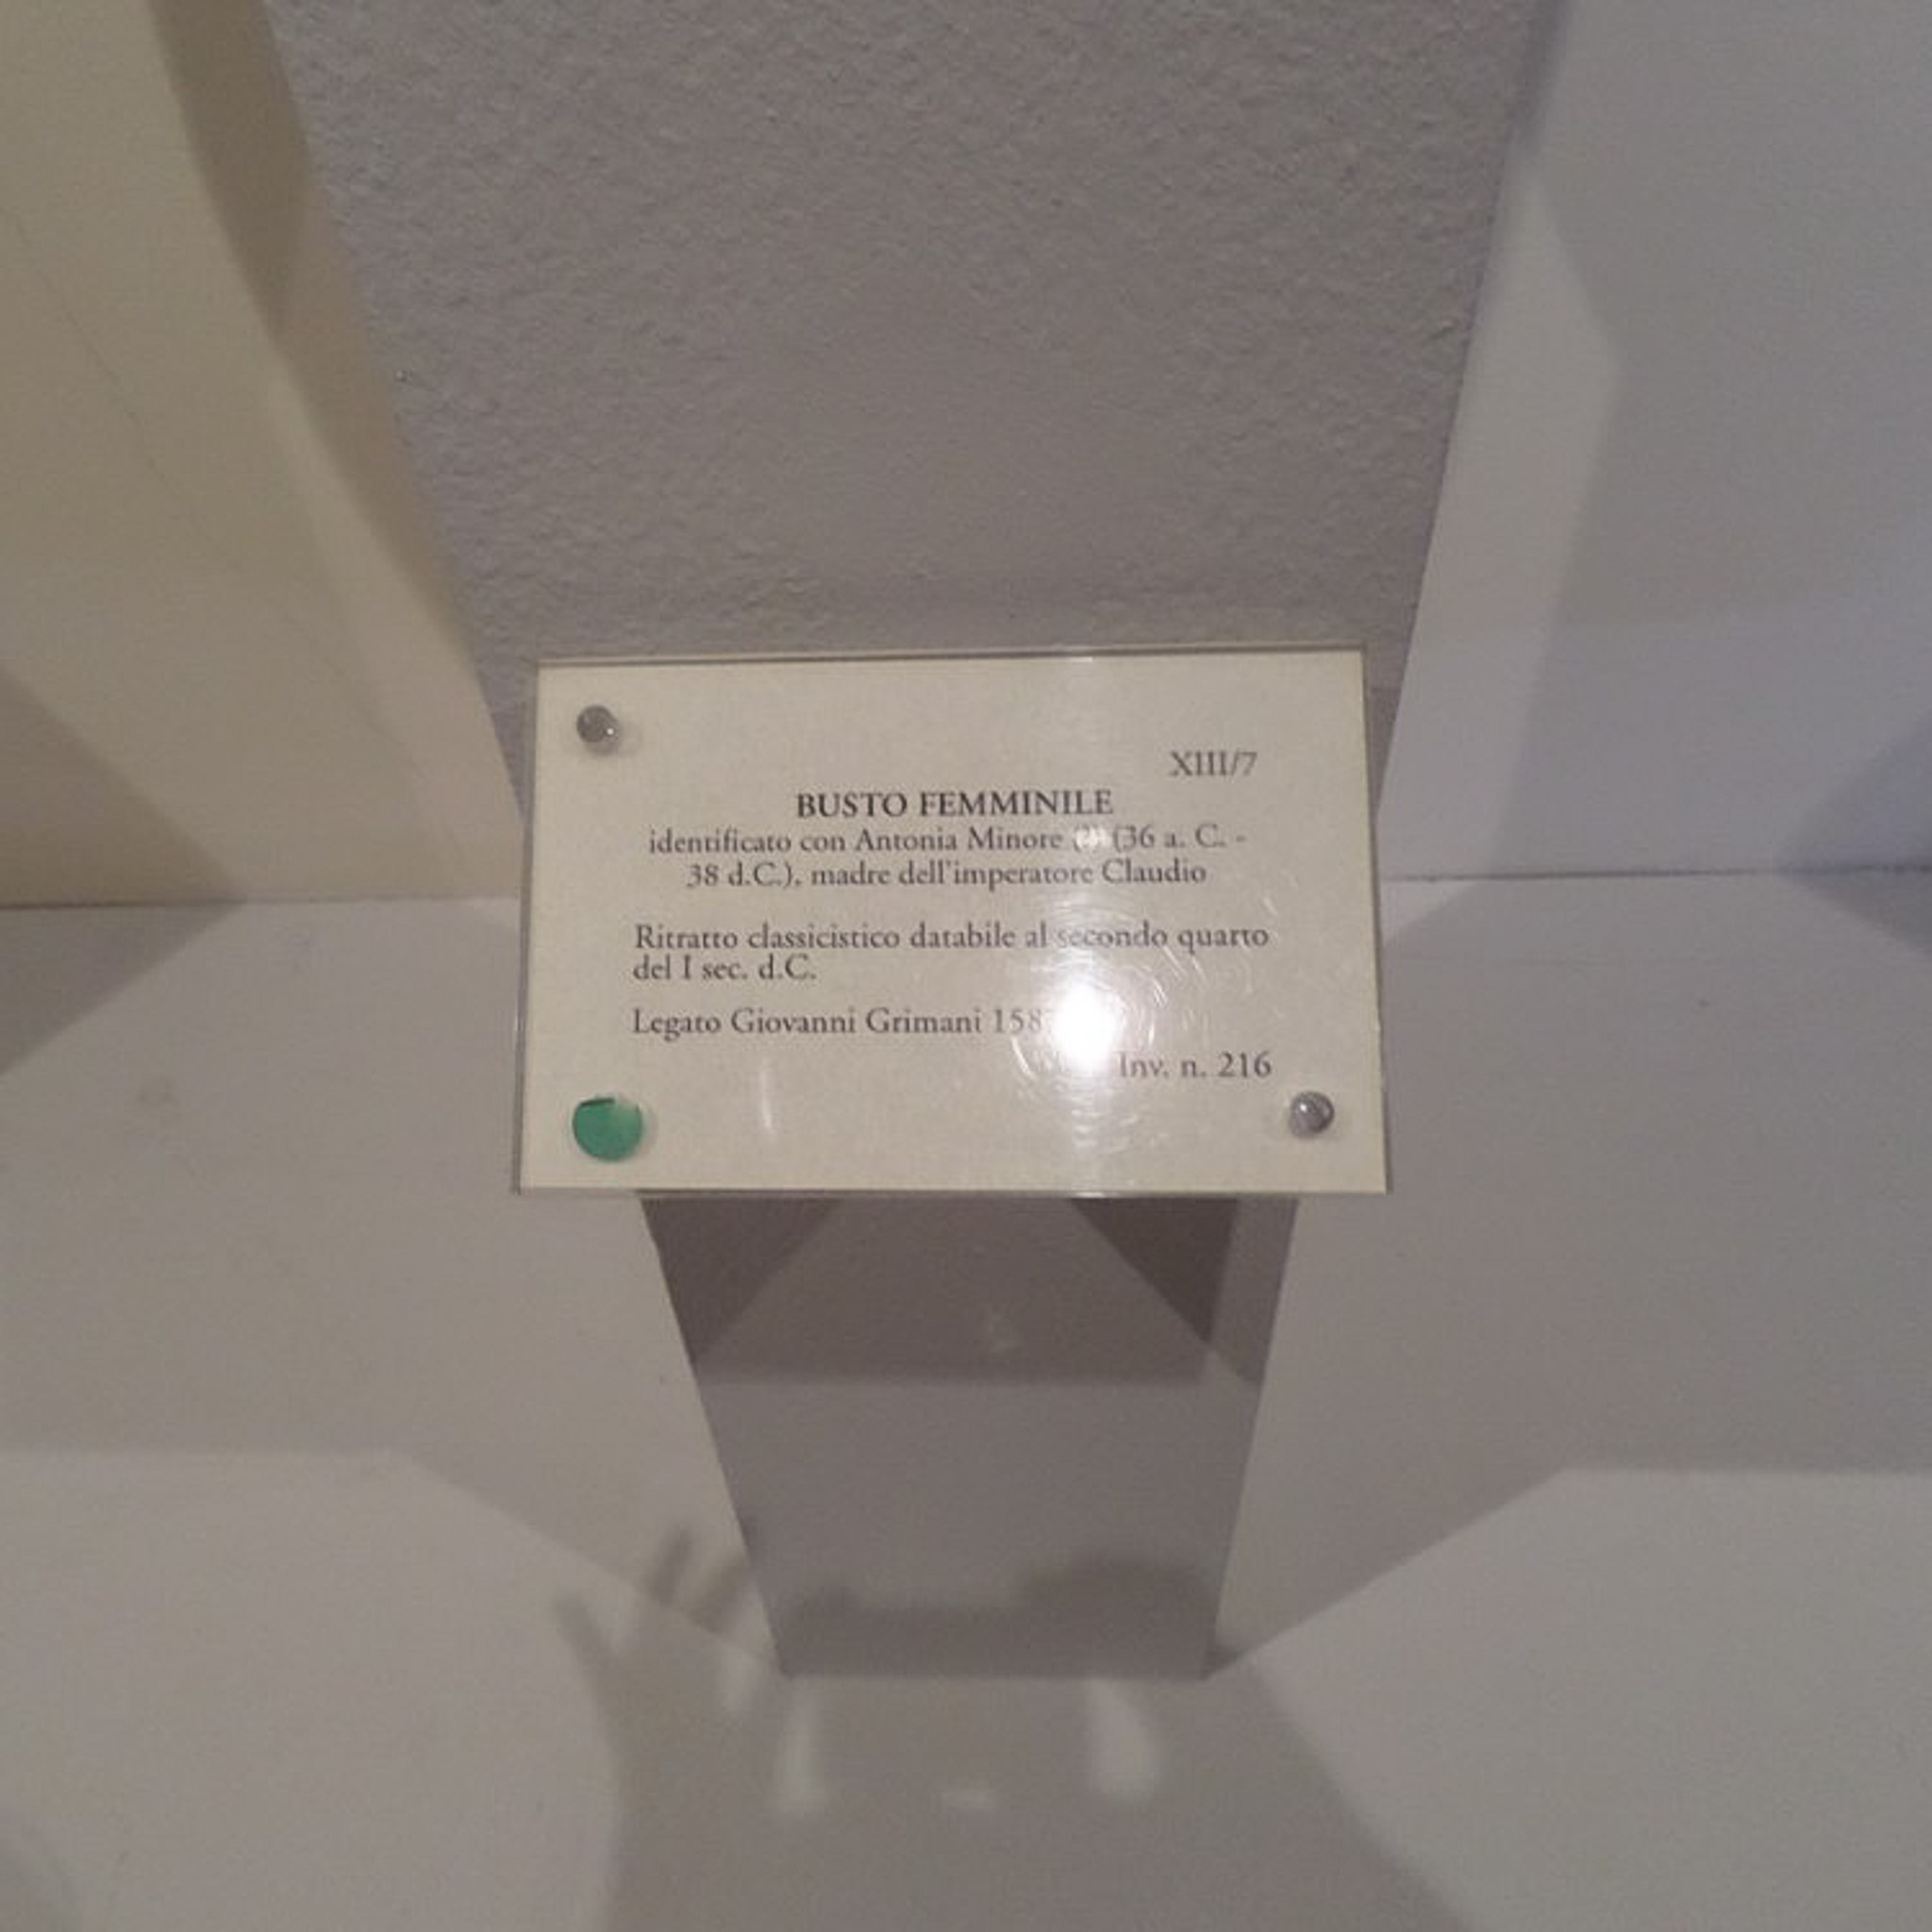 XIII/7
BUSTO FEMMINILE
identificato con Antonia Minore (?) (36 a. C. -
38 d.C.), madre dell'imperatore Claudio
Ritratto classicistico databile al secondo quarto
del I sec. d.C.
Legato Giovanni Grimani
Inv. n. 216